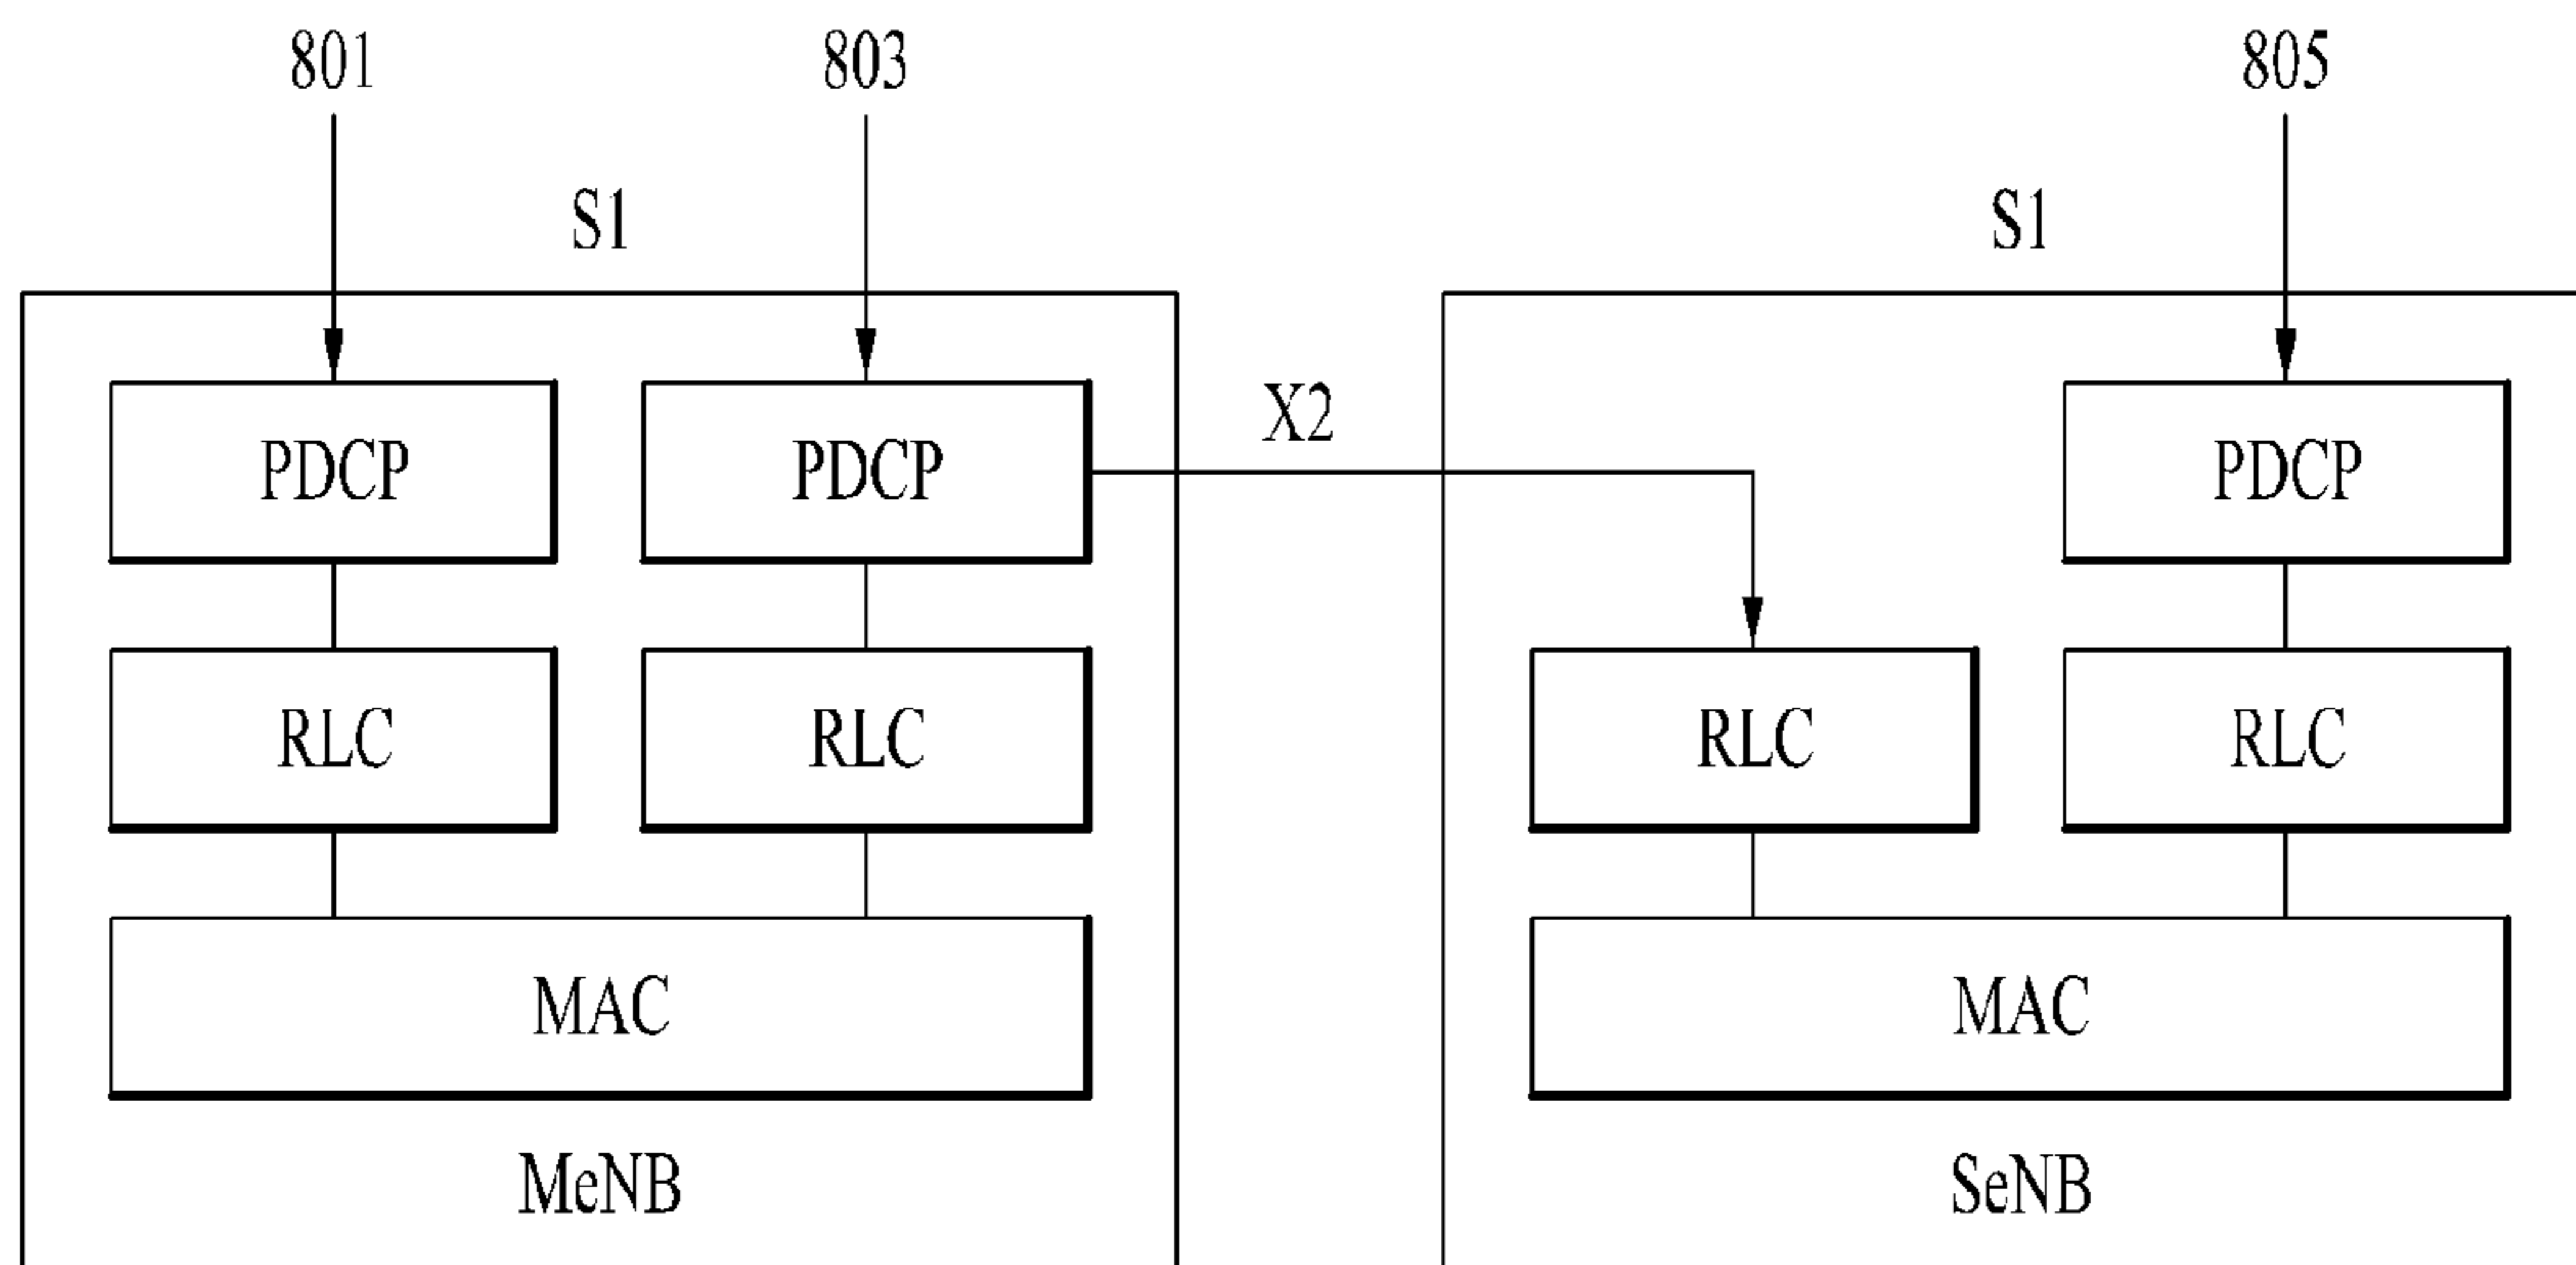 801 803 805
S1 S1
X2
PDCP PDCP PDCP
RLC RLC RLC RLC
MAC MAC
MeNB SeNB